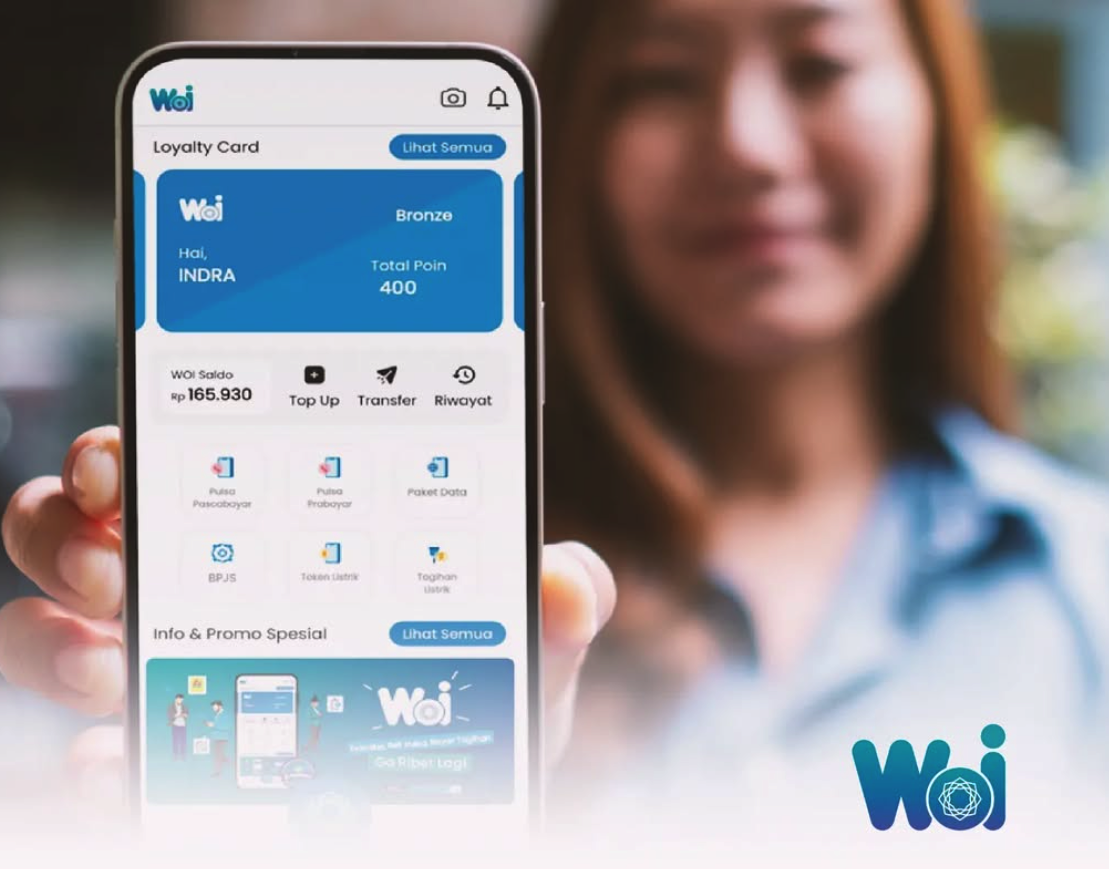 Woi
Loyalty Card
Lihat Semua
Woi
Bronze
Hai,
INDRA
Total Poin
400
WOI Saldo
Rp 165.930
Top Up
Transfer
Riwayat
Pulsa
Pascabayar
Pulsa
Prabayar
Paket Data
BPJS
Token Listrik
Tagihan
Listrik
Info & Promo Spesial
Lihat Semua
Woi
Ga Ribet Lagi
Woi